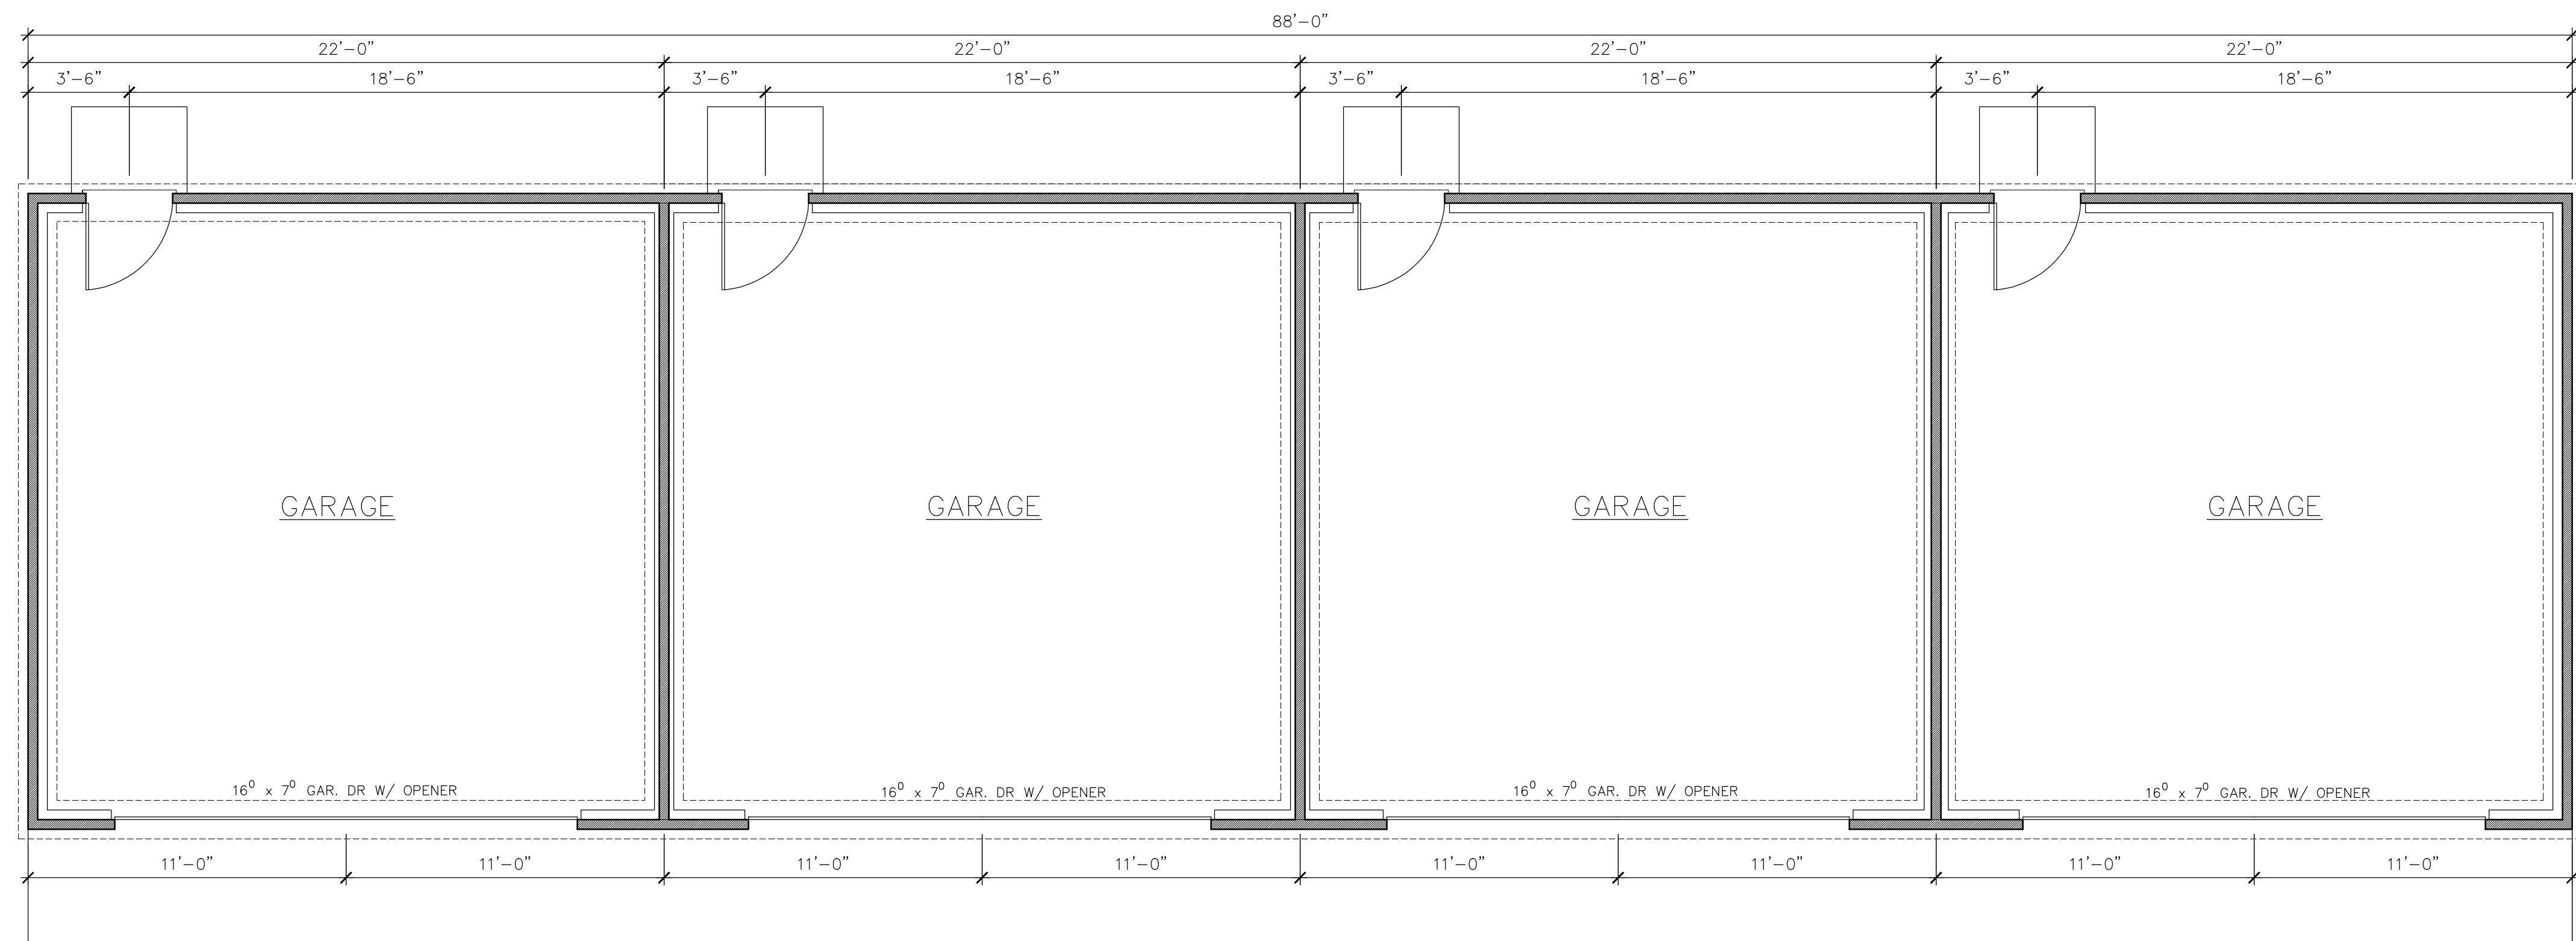 88'-0"
22'-0" 22'-0" 22'-0" 22'-0"
3'-6" 18'-6" 3'-6" 18'-6" 3'-6" 18'-6" 3'-6" 18'-6"
GARAGE GARAGE GARAGE GARAGE
16⁰ x 7⁰ GAR. DR W/ OPENER 16⁰ x 7⁰ GAR. DR W/ OPENER 16⁰ x 7⁰ GAR. DR W/ OPENER 16⁰ x 7⁰ GAR. DR W/ OPENER
11'-0" 11'-0" 11'-0" 11'-0" 11'-0" 11'-0" 11'-0" 11'-0"